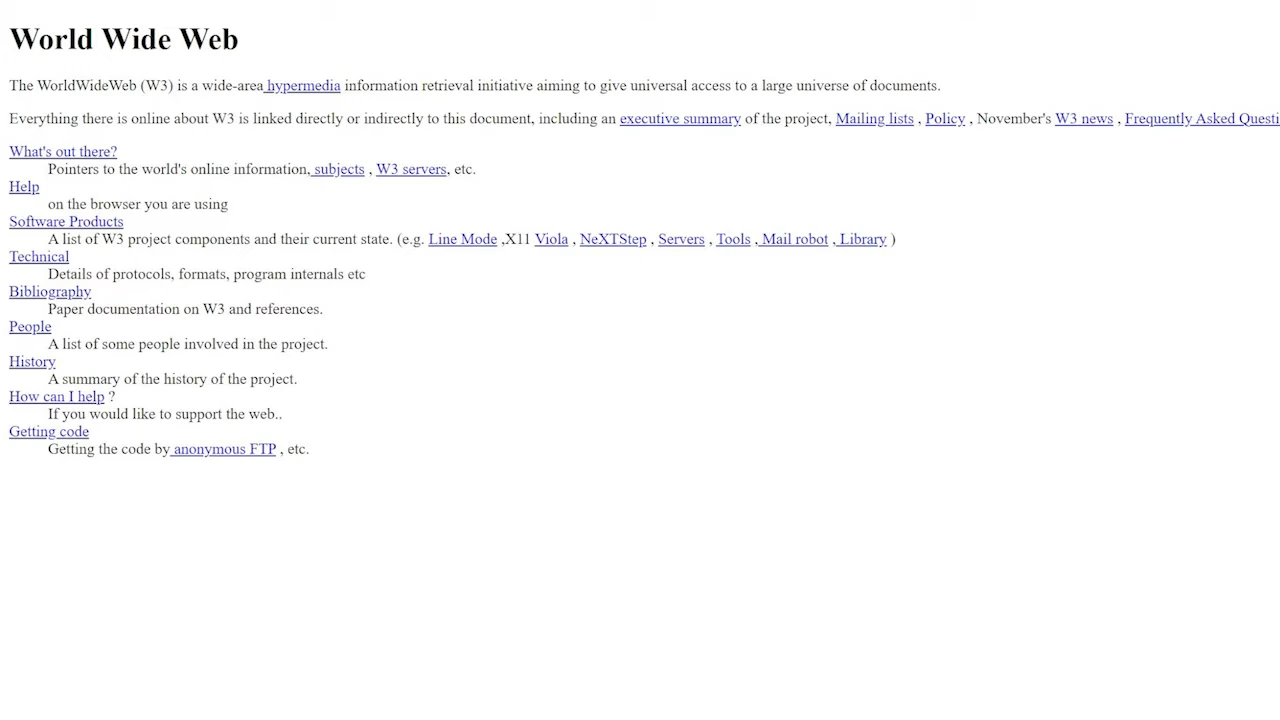 World Wide Web
The WorldWideWeb (W3) is a wide-area hypermedia information retrieval initiative aiming to give universal access to a large universe of documents.
Everything there is online about W3 is linked directly or indirectly to this document, including an executive summary of the project, Mailing lists , Policy , November's W3 news , Frequently Asked Questi
What's out there?
Pointers to the world's online information, subjects , W3 servers, etc.
Help
on the browser you are using
Software Products
A list of W3 project components and their current state. (e.g. Line Mode ,X11 Viola , NeXTStep , Servers , Tools , Mail robot , Library )
Technical
Details of protocols, formats, program internals etc
Bibliography
Paper documentation on W3 and references.
People
A list of some people involved in the project.
History
A summary of the history of the project.
How can I help ?
If you would like to support the web..
Getting code
Getting the code by anonymous FTP , etc.